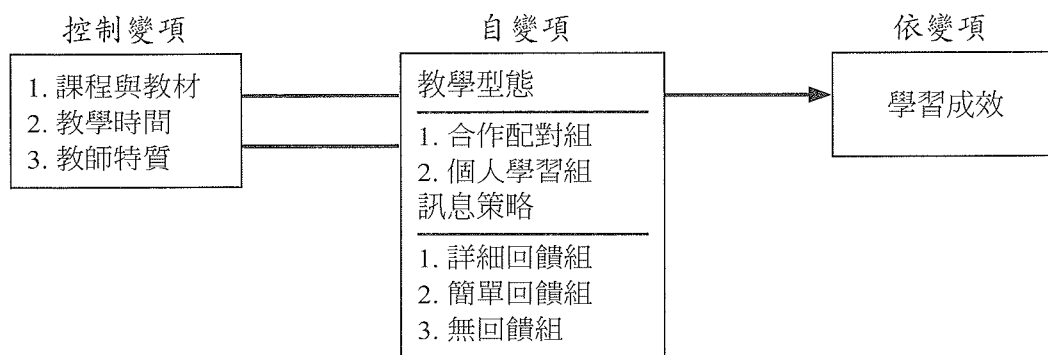 控制變項
1. 課程與教材
2. 教學時間
3. 教師特質
自變項
教學型態
1. 合作配對組
2. 個人學習組
訊息策略
1. 詳細回饋組
2. 簡單回饋組
3. 無回饋組
依變項
學習成效